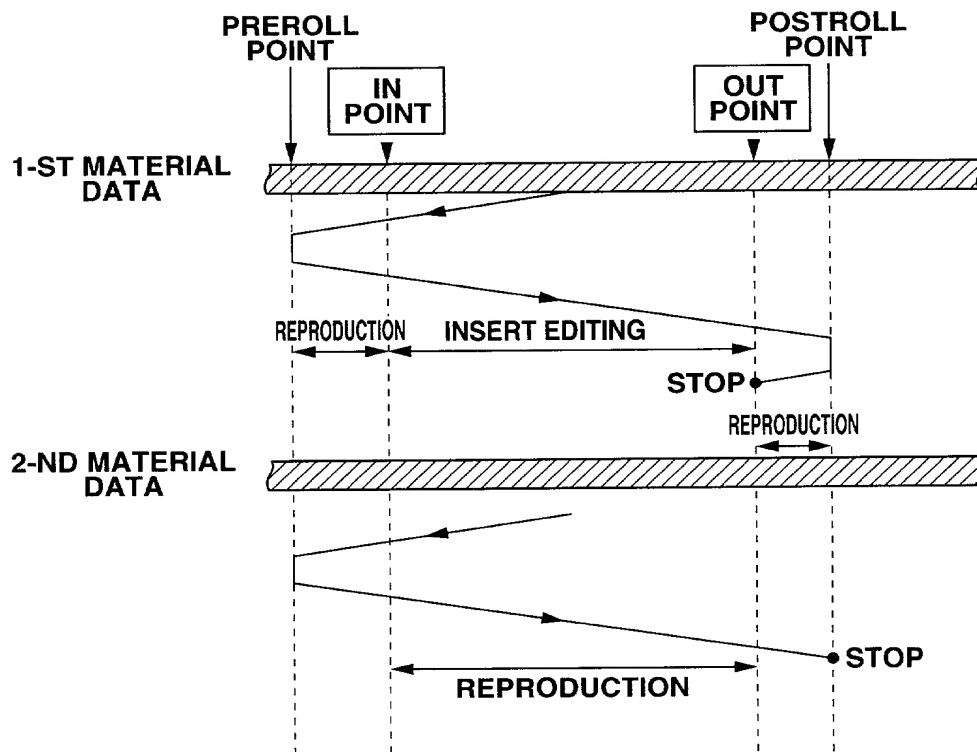 PREROLL
POINT
POSTROLL
POINT
IN
POINT
OUT
POINT
1-ST MATERIAL
DATA
REPRODUCTION
INSERT EDITING
STOP
REPRODUCTION
2-ND MATERIAL
DATA
STOP
REPRODUCTION